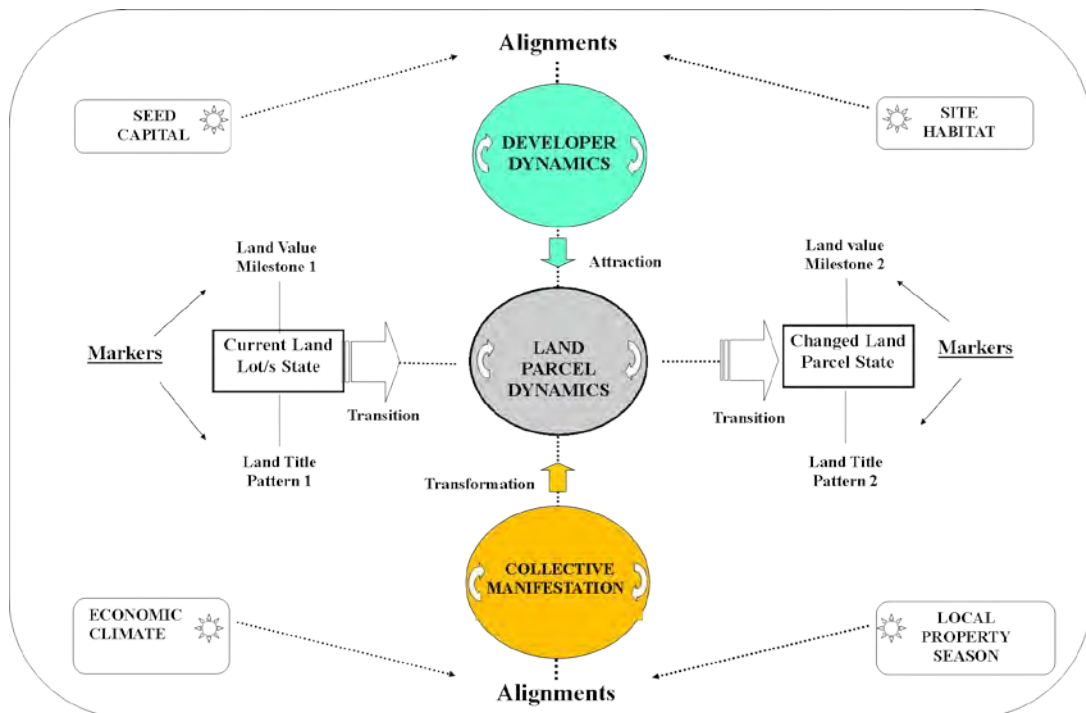 Alignments
SEED
CAPITAL
SITE
HABITAT
DEVELOPER
DYNAMICS
Land Value
Milestone 1
Attraction
Land value
Milestone 2
Markers
Current Land
Lot/s State
Transition
LAND
PARCEL
DYNAMICS
Changed Land
Parcel State
Transition
Markers
Land Title
Pattern 1
Transformation
Land Title
Pattern 2
COLLECTIVE
MANIFESTATION
ECONOMIC
CLIMATE
LOCAL
PROPERTY
SEASON
Alignments